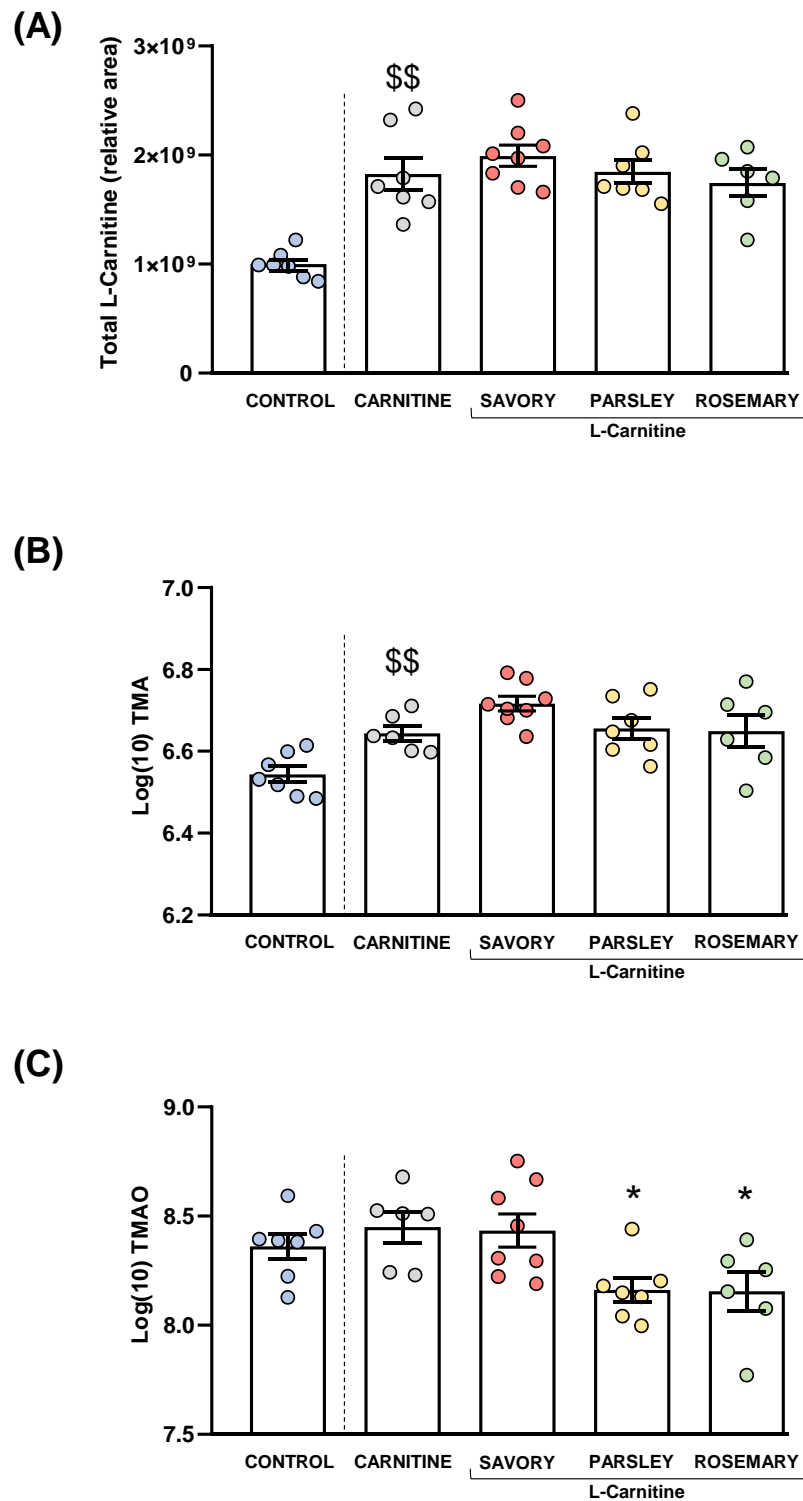 (A)
Total L-Carnitine (relative area)
3×10⁹
2×10⁹
1×10⁹
0
$$
CONTROL CARNITINE SAVORY PARSLEY ROSEMARY
L-Carnitine
(B)
Log(10) TMA
7.0
6.8
6.6
6.4
6.2
$$
CONTROL CARNITINE SAVORY PARSLEY ROSEMARY
L-Carnitine
(C)
Log(10) TMAO
9.0
8.5
8.0
7.5
* *
CONTROL CARNITINE SAVORY PARSLEY ROSEMARY
L-Carnitine